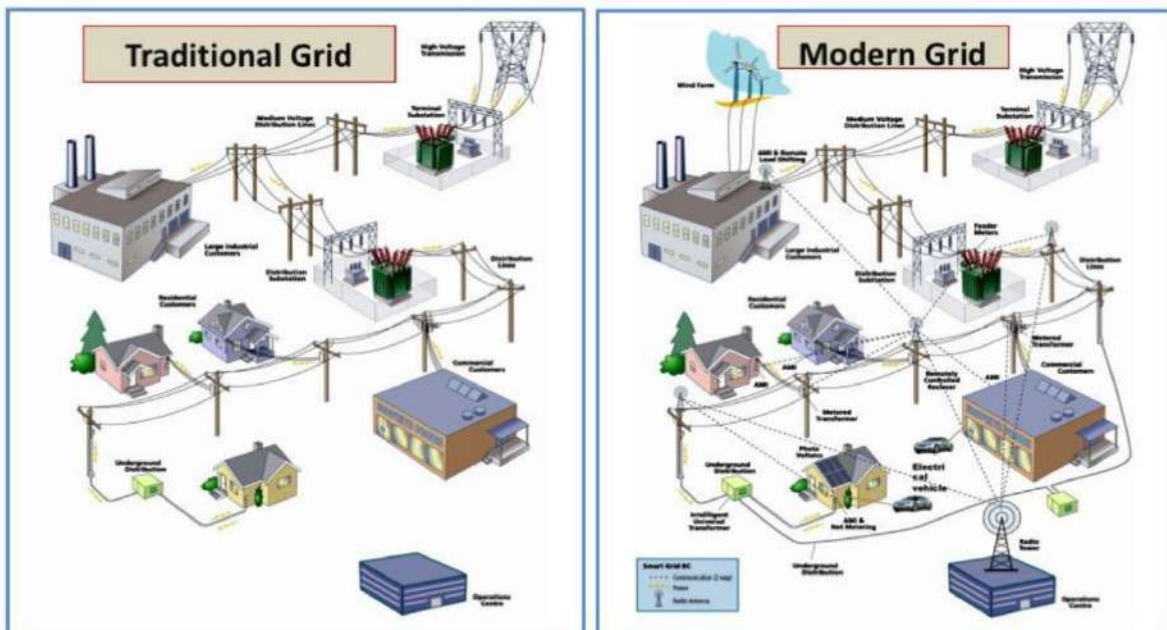 Traditional Grid
High Voltage
Transmission
Terminal
Substation
Medium Voltage
Distribution Lines
Large Industrial
Customers
Distribution
Substation
Distribution
Lines
Residential
Customers
Commercial
Customers
Underground
Distribution
Operations
Centre
Modern Grid
High Voltage
Transmission
Wind Farm
Terminal
Substation
Medium Voltage
Distribution Lines
AMI & Remote
Load Shifting
Feeder
Meters
Large Industrial
Customers
Distribution
Substation
Distribution
Lines
Residential
Customers
Metered
Transformer
Commercial
Customers
AMI
AMI
AMI
Remotely
Controlled
Recloser
Metered
Transformer
Photo
Voltaics
Underground
Distribution
Electri
cal
vehicle
Intelligent
Universal
Transformer
AMI &
Net Metering
Radio
Tower
Underground
Distribution
Smart Grid BC
Communication (2 way)
Power
Radio Antenna
Operations
Centre